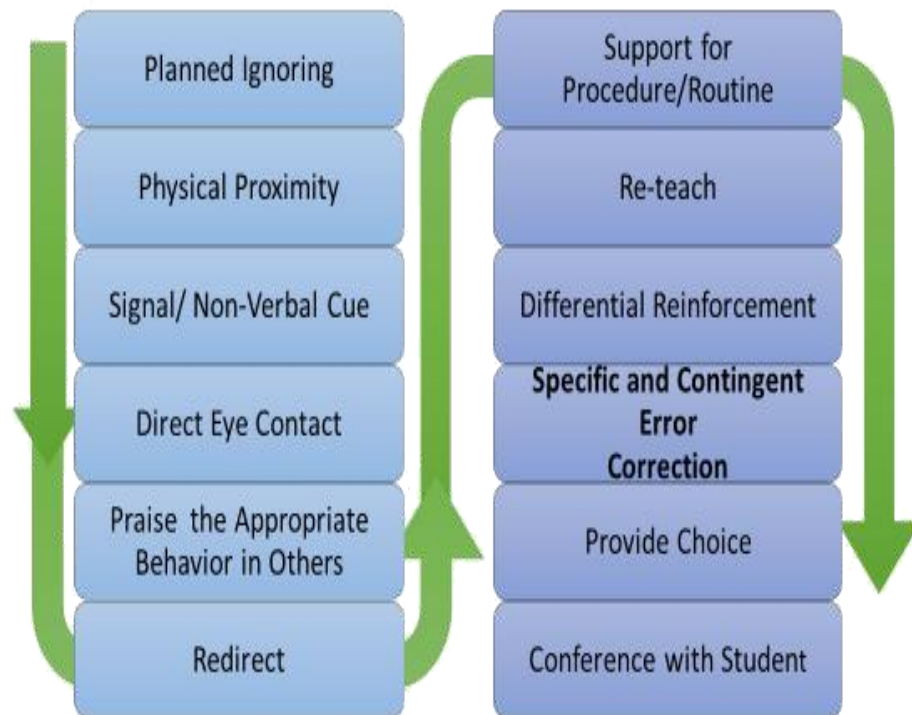 Planned Ignoring
Physical Proximity
Signal/ Non-Verbal Cue
Direct Eye Contact
Praise the Appropriate
Behavior in Others
Redirect
Support for
Procedure/Routine
Re-teach
Differential Reinforcement
Specific and Contingent
Error
Correction
Provide Choice
Conference with Student